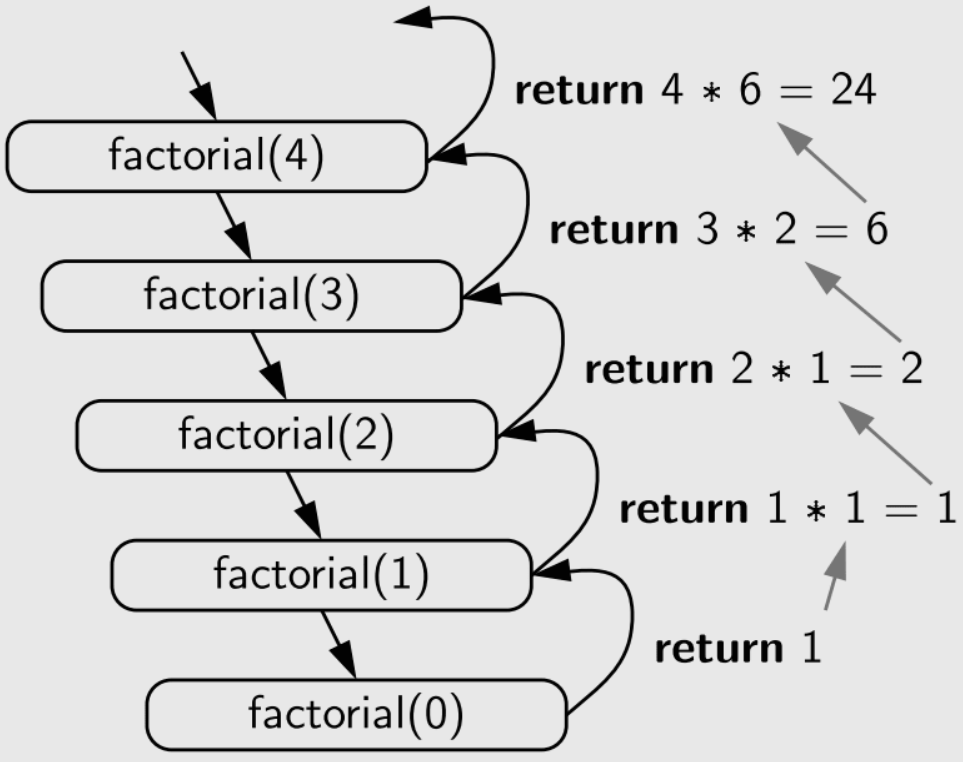 return 4 * 6 = 24
factorial(4)
return 3 * 2 = 6
factorial(3)
return 2 * 1 = 2
factorial(2)
return 1 * 1 = 1
factorial(1)
return 1
factorial(0)